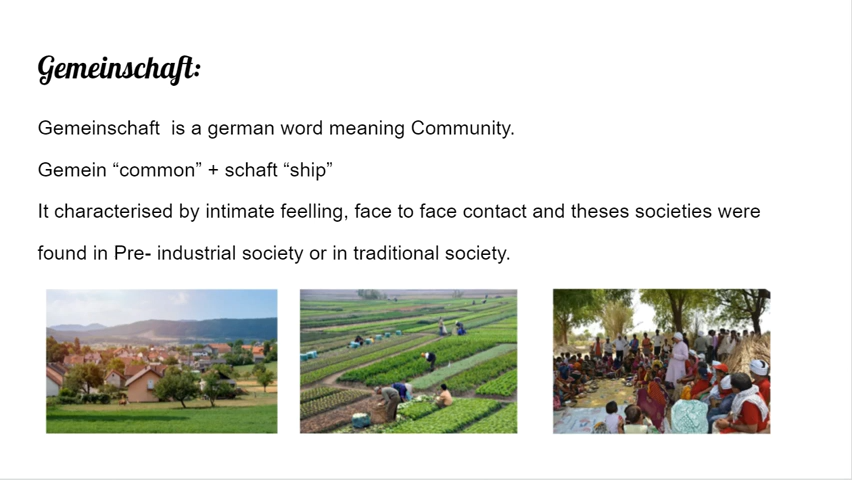 Gemeinschaft:
Gemeinschaft is a german word meaning Community.
Gemein “common” + schaft “ship”
It characterised by intimate feelling, face to face contact and theses societies were
found in Pre- industrial society or in traditional society.